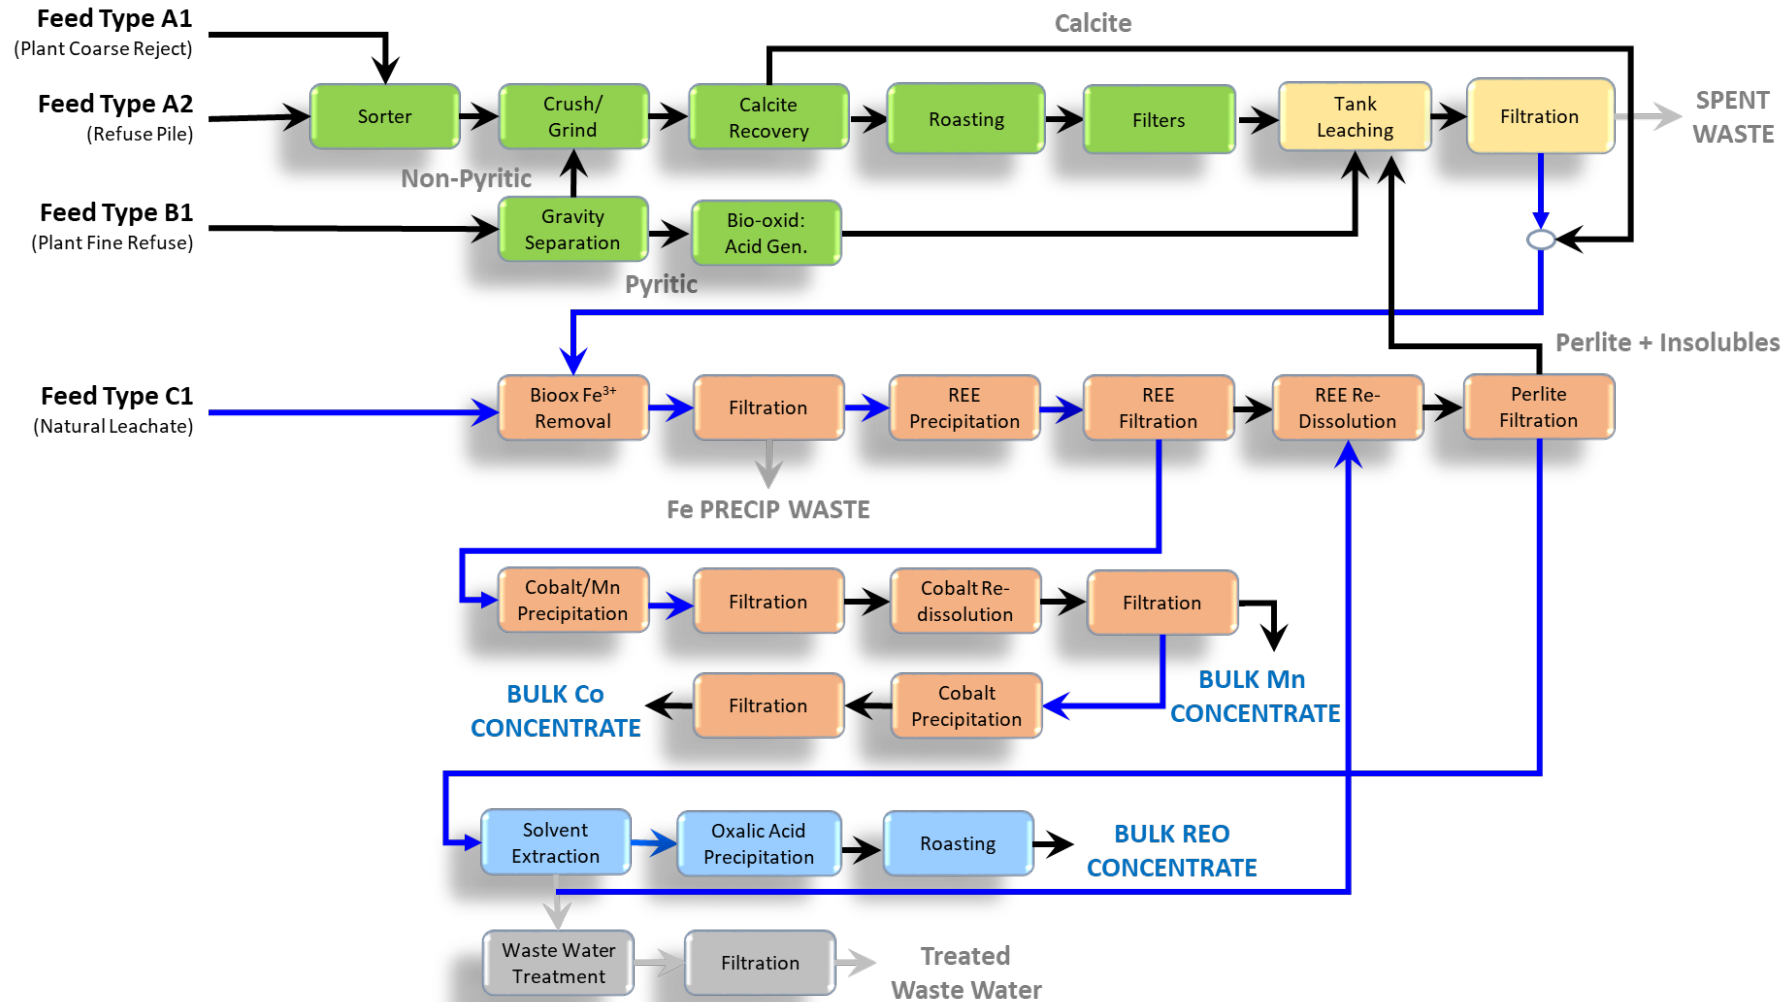 Feed Type A1
(Plant Coarse Reject)
Calcite
Feed Type A2
(Refuse Pile)
Sorter
Crush/
Grind
Calcite
Recovery
Roasting
Filters
Tank
Leaching
Filtration
SPENT
WASTE
Non-Pyritic
Feed Type B1
(Plant Fine Refuse)
Gravity
Separation
Bio-oxid:
Acid Gen.
Pyritic
Perlite + Insolubles
Feed Type C1
(Natural Leachate)
Bioox Fe³⁺
Removal
Filtration
REE
Precipitation
REE
Filtration
REE Re-
Dissolution
Perlite
Filtration
Fe PRECIP WASTE
Cobalt/Mn
Precipitation
Filtration
Cobalt Re-
dissolution
Filtration
BULK Mn
CONCENTRATE
BULK Co
CONCENTRATE
Filtration
Cobalt
Precipitation
Solvent
Extraction
Oxalic Acid
Precipitation
Roasting
BULK REO
CONCENTRATE
Waste Water
Treatment
Filtration
Treated
Waste Water